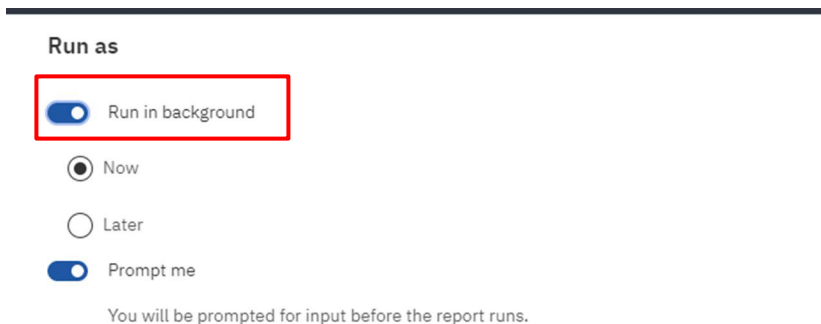 Run as
Run in background
Now
Later
Prompt me
You will be prompted for input before the report runs.